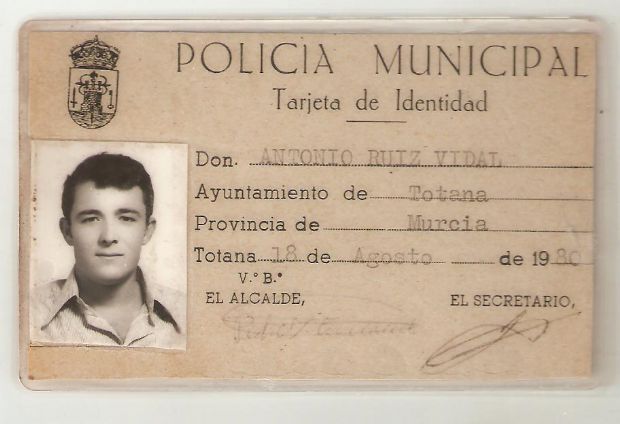 POLICIA MUNICIPAL
Tarjeta de Identidad
Don. ANTONIO RUIZ VIDAL
Ayuntamiento de Totana
Provincia de Murcia
Totana 18 de Agosto de 1980
V.º B.º
EL ALCALDE, EL SECRETARIO,